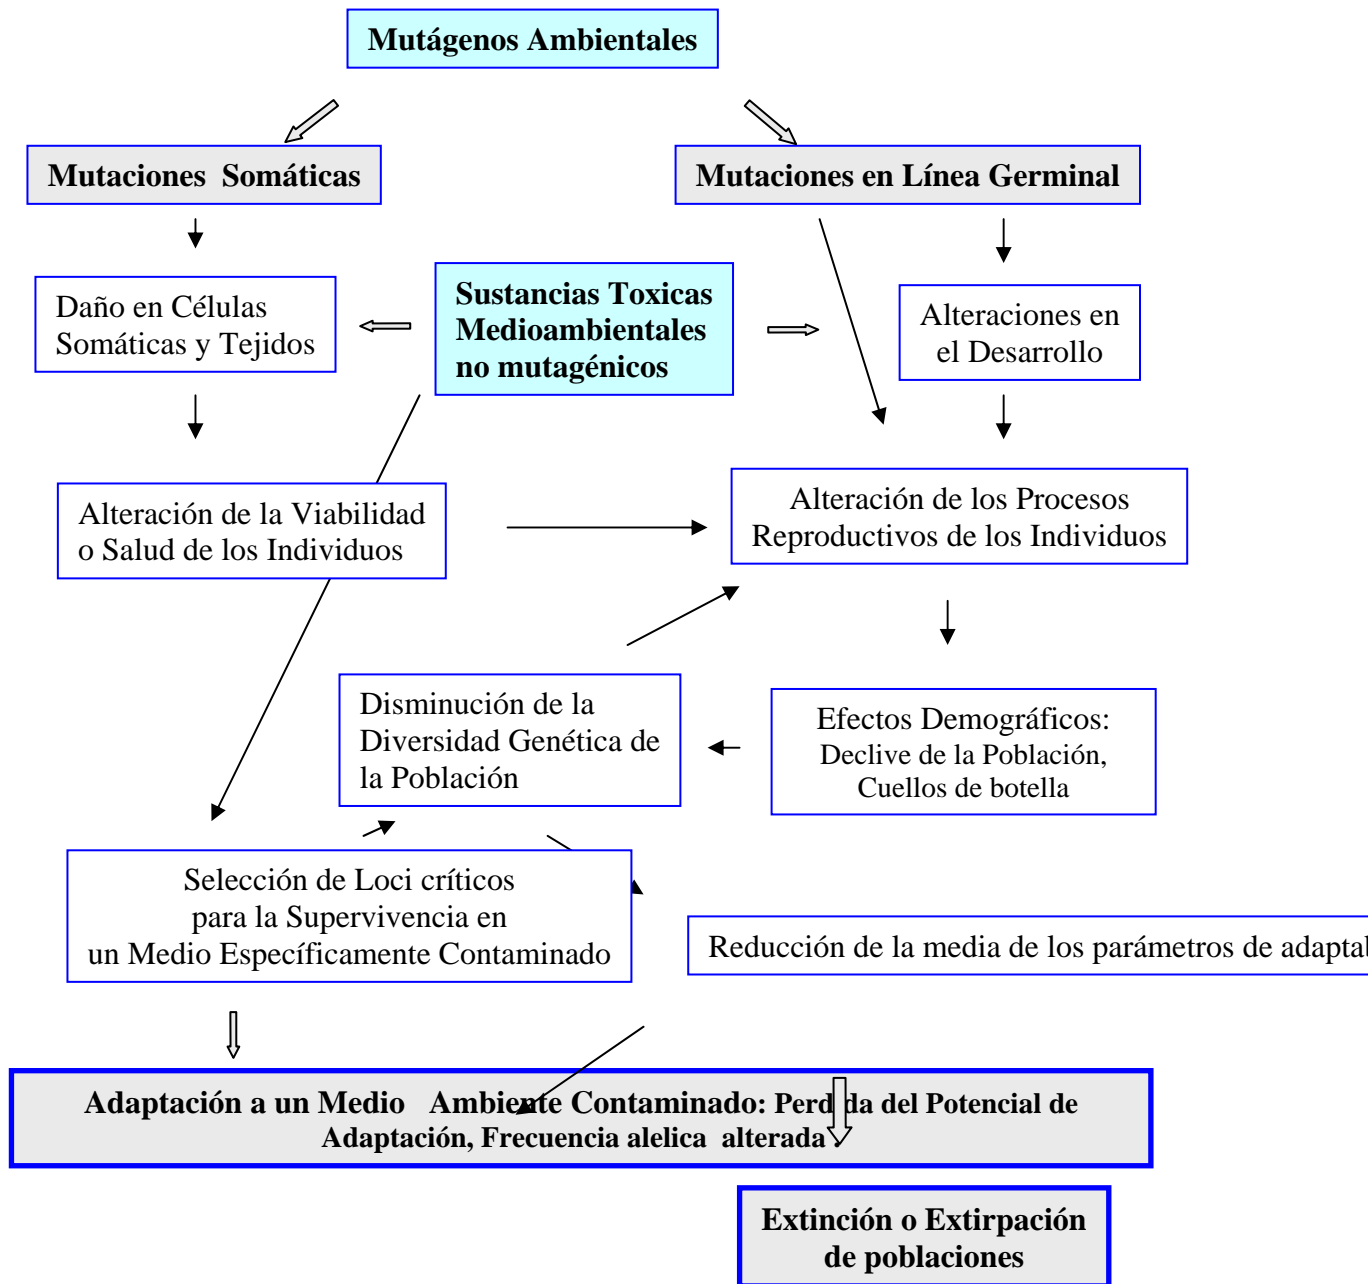 Mutágenos Ambientales
Mutaciones Somáticas
Mutaciones en Línea Germinal
Daño en Células
Somáticas y Tejidos
Sustancias Toxicas
Medioambientales
no mutagénicos
Alteraciones en
el Desarrollo
Alteración de la Viabilidad
o Salud de los Individuos
Alteración de los Procesos
Reproductivos de los Individuos
Disminución de la
Diversidad Genética de
la Población
Efectos Demográficos:
Declive de la Población,
Cuellos de botella
Selección de Loci críticos
para la Supervivencia en
un Medio Específicamente Contaminado
Reducción de la media de los parámetros de adaptab
Adaptación a un Medio Ambiente Contaminado: Perdida del Potencial de
Adaptación, Frecuencia alelica alterada .
Extinción o Extirpación
de poblaciones